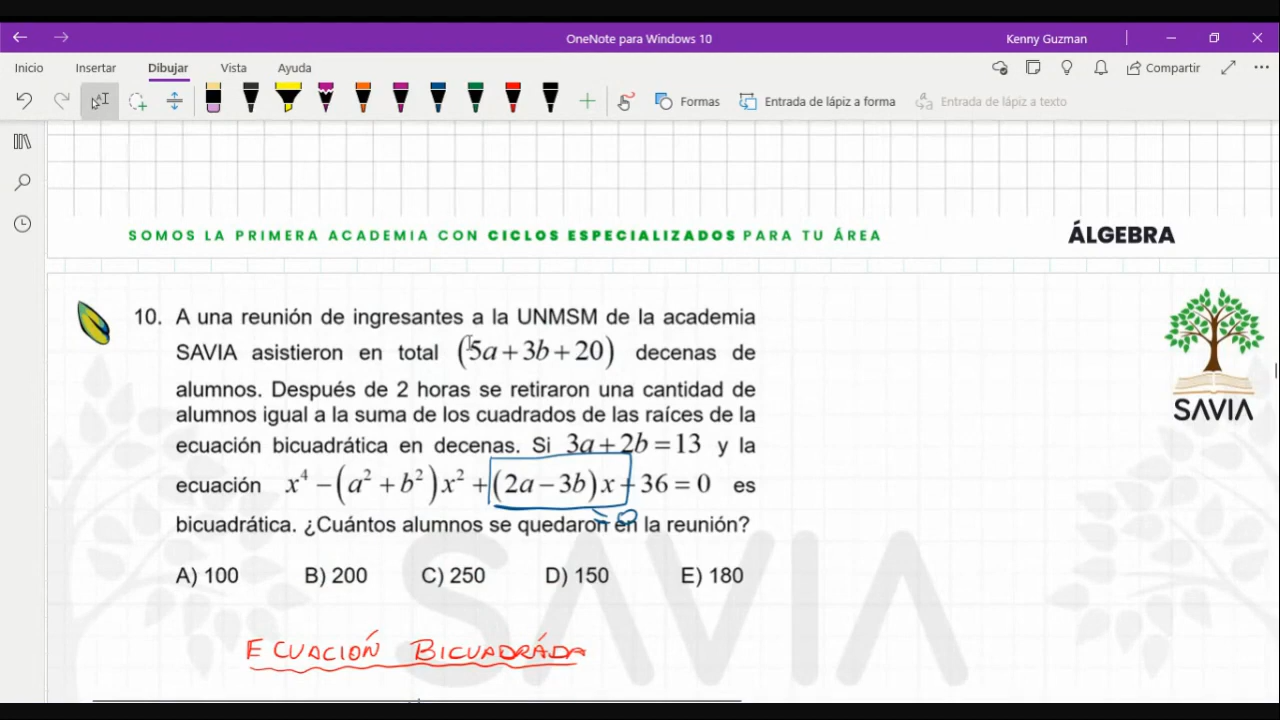 OneNote para Windows 10
Kenny Guzman
Inicio Insertar Dibujar Vista Ayuda
Compartir
Formas Entrada de lápiz a forma Entrada de lápiz a texto
SOMOS LA PRIMERA ACADEMIA CON CICLOS ESPECIALIZADOS PARA TU ÁREA
ÁLGEBRA
10. A una reunión de ingresantes a la UNMSM de la academia
SAVIA asistieron en total (5a+3b+20) decenas de
alumnos. Después de 2 horas se retiraron una cantidad de
alumnos igual a la suma de los cuadrados de las raíces de la
ecuación bicuadrática en decenas. Si 3a+2b=13 y la
ecuación x⁴−(a²+b²)x²+(2a−3b)x+36=0 es
=0
bicuadrática. ¿Cuántos alumnos se quedaron en la reunión?
A) 100 B) 200 C) 250 D) 150 E) 180
SAVIA
ECUACIÓN BICUADRÁDA
SAVIA